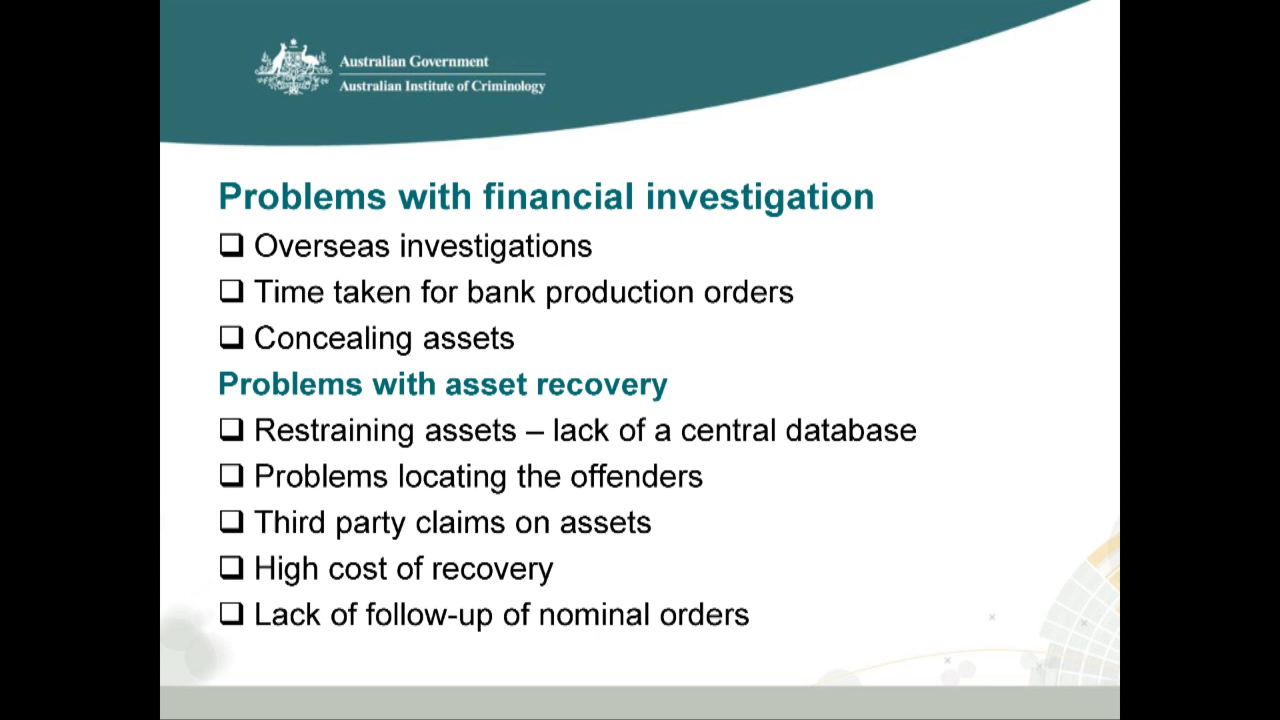 Australian Government
Australian Institute of Criminology
Problems with financial investigation
❑ Overseas investigations
❑ Time taken for bank production orders
❑ Concealing assets
Problems with asset recovery
❑ Restraining assets – lack of a central database
❑ Problems locating the offenders
❑ Third party claims on assets
❑ High cost of recovery
❑ Lack of follow-up of nominal orders